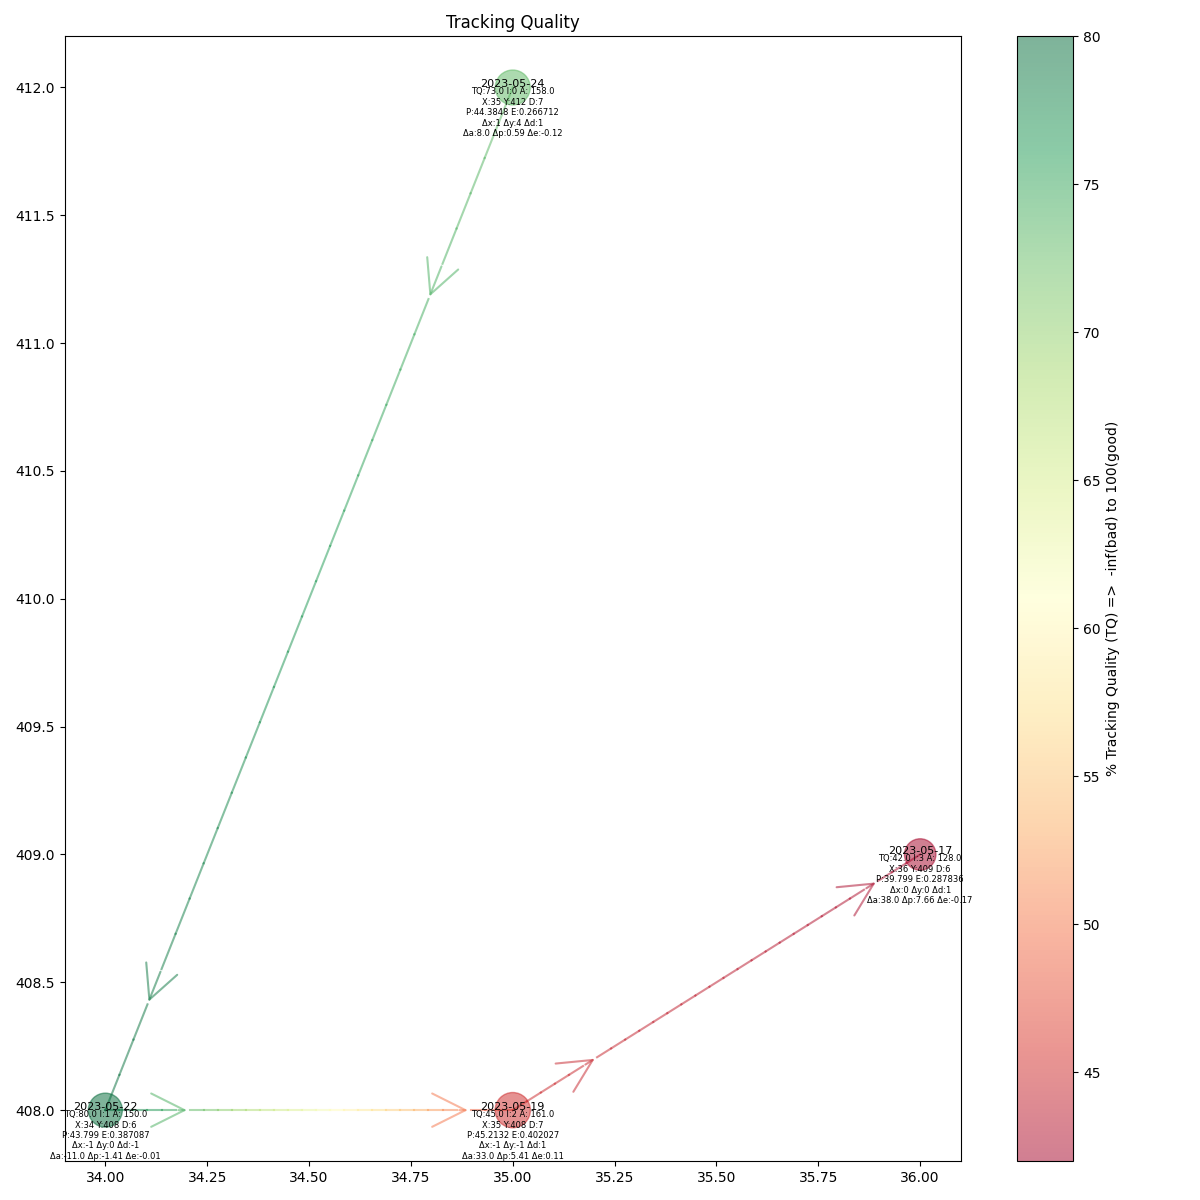 Tracking Quality
412.0
411.5
411.0
410.5
410.0
409.5
409.0
408.5
408.0
2023-05-24
TQ:73.0 I:0 A: 158.0
X:35 Y:412 D:7
P:44.3848 E:0.266712
Δx:1 Δy:4 Δd:1
Δa:8.0 Δp:0.59 Δe:-0.12
2023-05-17
TQ:42.0 I:3 A: 128.0
X:36 Y:409 D:6
P:39.799 E:0.287836
Δx:0 Δy:0 Δd:1
Δa:38.0 Δp:7.66 Δe:-0.17
2023-05-22
TQ:80.0 I:1 A: 150.0
X:34 Y:408 D:6
P:43.799 E:0.387087
Δx:-1 Δy:0 Δd:-1
Δa:-11.0 Δp:-1.41 Δe:-0.01
2023-05-19
TQ:45.0 I:2 A: 161.0
X:35 Y:408 D:7
P:45.2132 E:0.402027
Δx:-1 Δy:-1 Δd:1
Δa:33.0 Δp:5.41 Δe:0.11
34.00 34.25 34.50 34.75 35.00 35.25 35.50 35.75 36.00
80
75
70
65
60
55
50
45
% Tracking Quality (TQ) => -inf(bad) to 100(good)